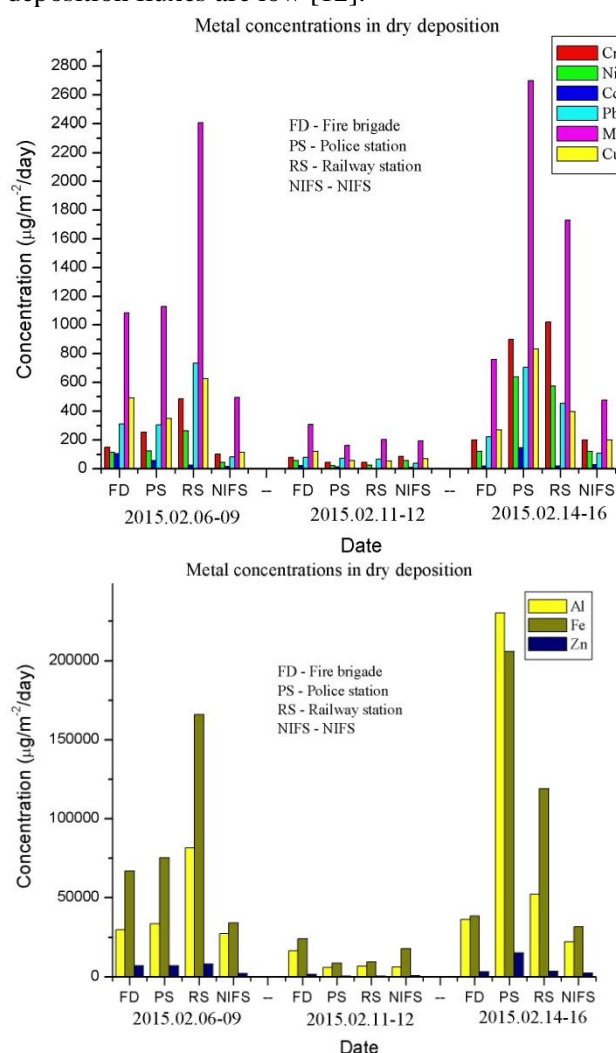 deposition fluxes are low [12].
Metal concentrations in dry deposition
Cr
Ni
Pb
Cu
2800
2600
2400
2200
2000
1800
1600
1400
1200
1000
800
600
400
200
0
Concentration (μg/m⁻²/day)
FD - Fire brigade
PS - Police station
RS - Railway station
NIFS - NIFS
FD PS RS NIFS -- FD PS RS NIFS -- FD PS RS NIFS
2015.02.06-09 2015.02.11-12 2015.02.14-16
Date
Metal concentrations in dry deposition
Al
Fe
Zn
200000
150000
100000
50000
0
Concentration (μg/m⁻²/day)
FD - Fire brigade
PS - Police station
RS - Railway station
NIFS - NIFS
FD PS RS NIFS -- FD PS RS NIFS -- FD PS RS NIFS
2015.02.06-09 2015.02.11-12 2015.02.14-16
Date